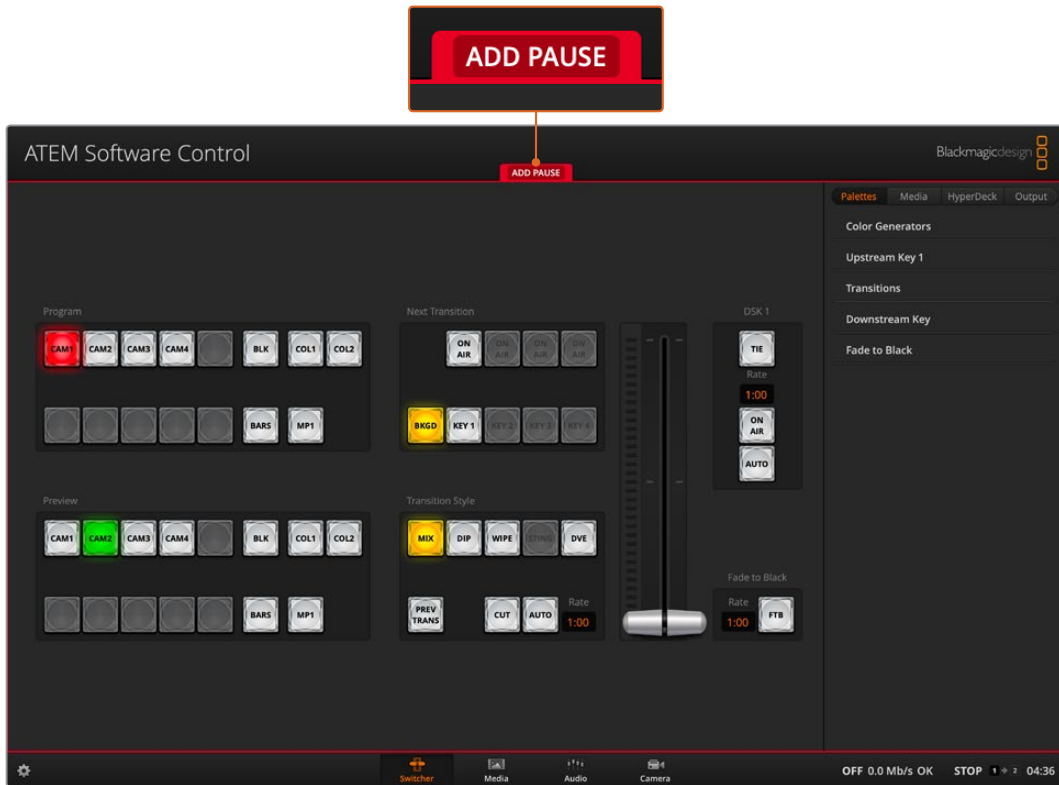 ADD PAUSE
ATEM Software Control
Blackmagicdesign
ADD PAUSE
Palettes Media HyperDeck Output
Color Generators
Upstream Key 1
Transitions
Downstream Key
Fade to Black
Program
CAM1 CAM2 CAM3 CAM4 BLK COL1 COL2
BARS MP1
Next Transition
ON AIR ON AIR ON AIR ON AIR
BKGD KEY 1 KEY 2 KEY 3 KEY 4
DSK 1
TIE
Rate
1:00
ON AIR
AUTO
Preview
CAM1 CAM2 CAM3 CAM4 BLK COL1 COL2
BARS MP1
Transition Style
MIX DIP WIPE STING DVE
PREV TRANS CUT AUTO Rate 1:00
Fade to Black
Rate
1:00 FTB
Switcher Media Audio Camera
OFF 0.0 Mb/s OK STOP 1 2 04:36